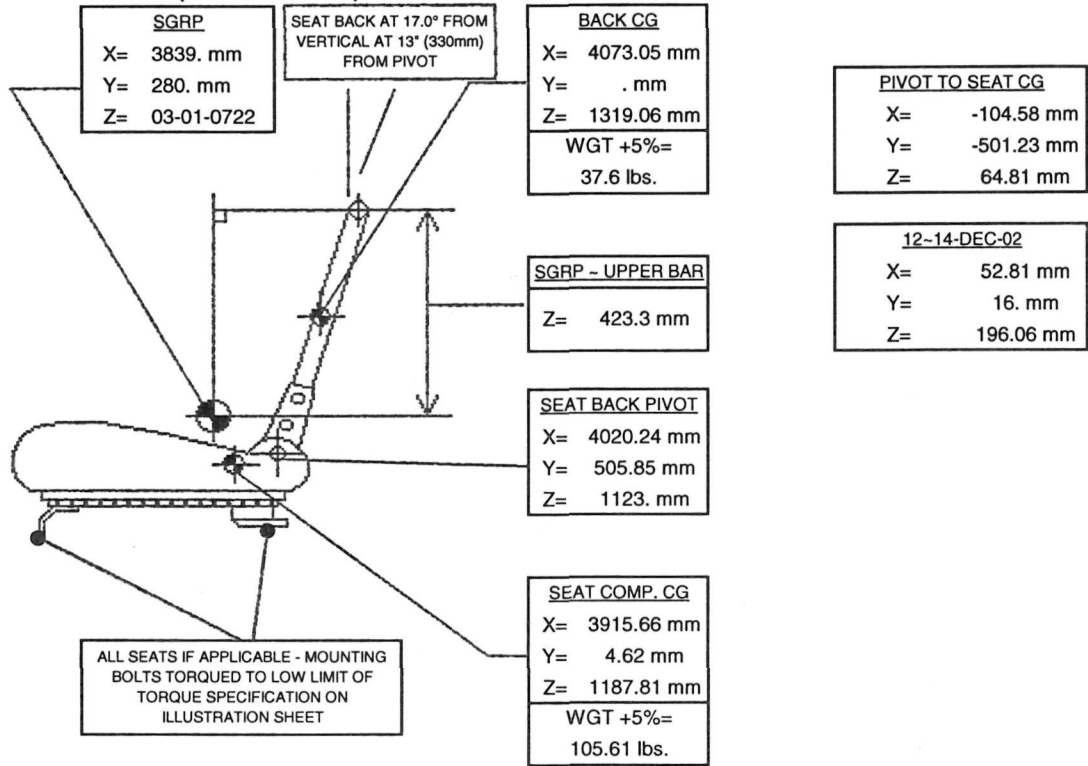 SGRP
X= 3839. mm
Y= 280. mm
Z= 03-01-0722
SEAT BACK AT 17.0° FROM
VERTICAL AT 13" (330mm)
FROM PIVOT
BACK CG
X= 4073.05 mm
Y= . mm
Z= 1319.06 mm
WGT +5%=
37.6 lbs.
PIVOT TO SEAT CG
X= -104.58 mm
Y= -501.23 mm
Z= 64.81 mm
12~14-DEC-02
X= 52.81 mm
Y= 16. mm
Z= 196.06 mm
SGRP ~ UPPER BAR
Z= 423.3 mm
SEAT BACK PIVOT
X= 4020.24 mm
Y= 505.85 mm
Z= 1123. mm
SEAT COMP. CG
X= 3915.66 mm
Y= 4.62 mm
Z= 1187.81 mm
WGT +5%=
105.61 lbs.
ALL SEATS IF APPLICABLE - MOUNTING
BOLTS TORQUED TO LOW LIMIT OF
TORQUE SPECIFICATION ON
ILLUSTRATION SHEET